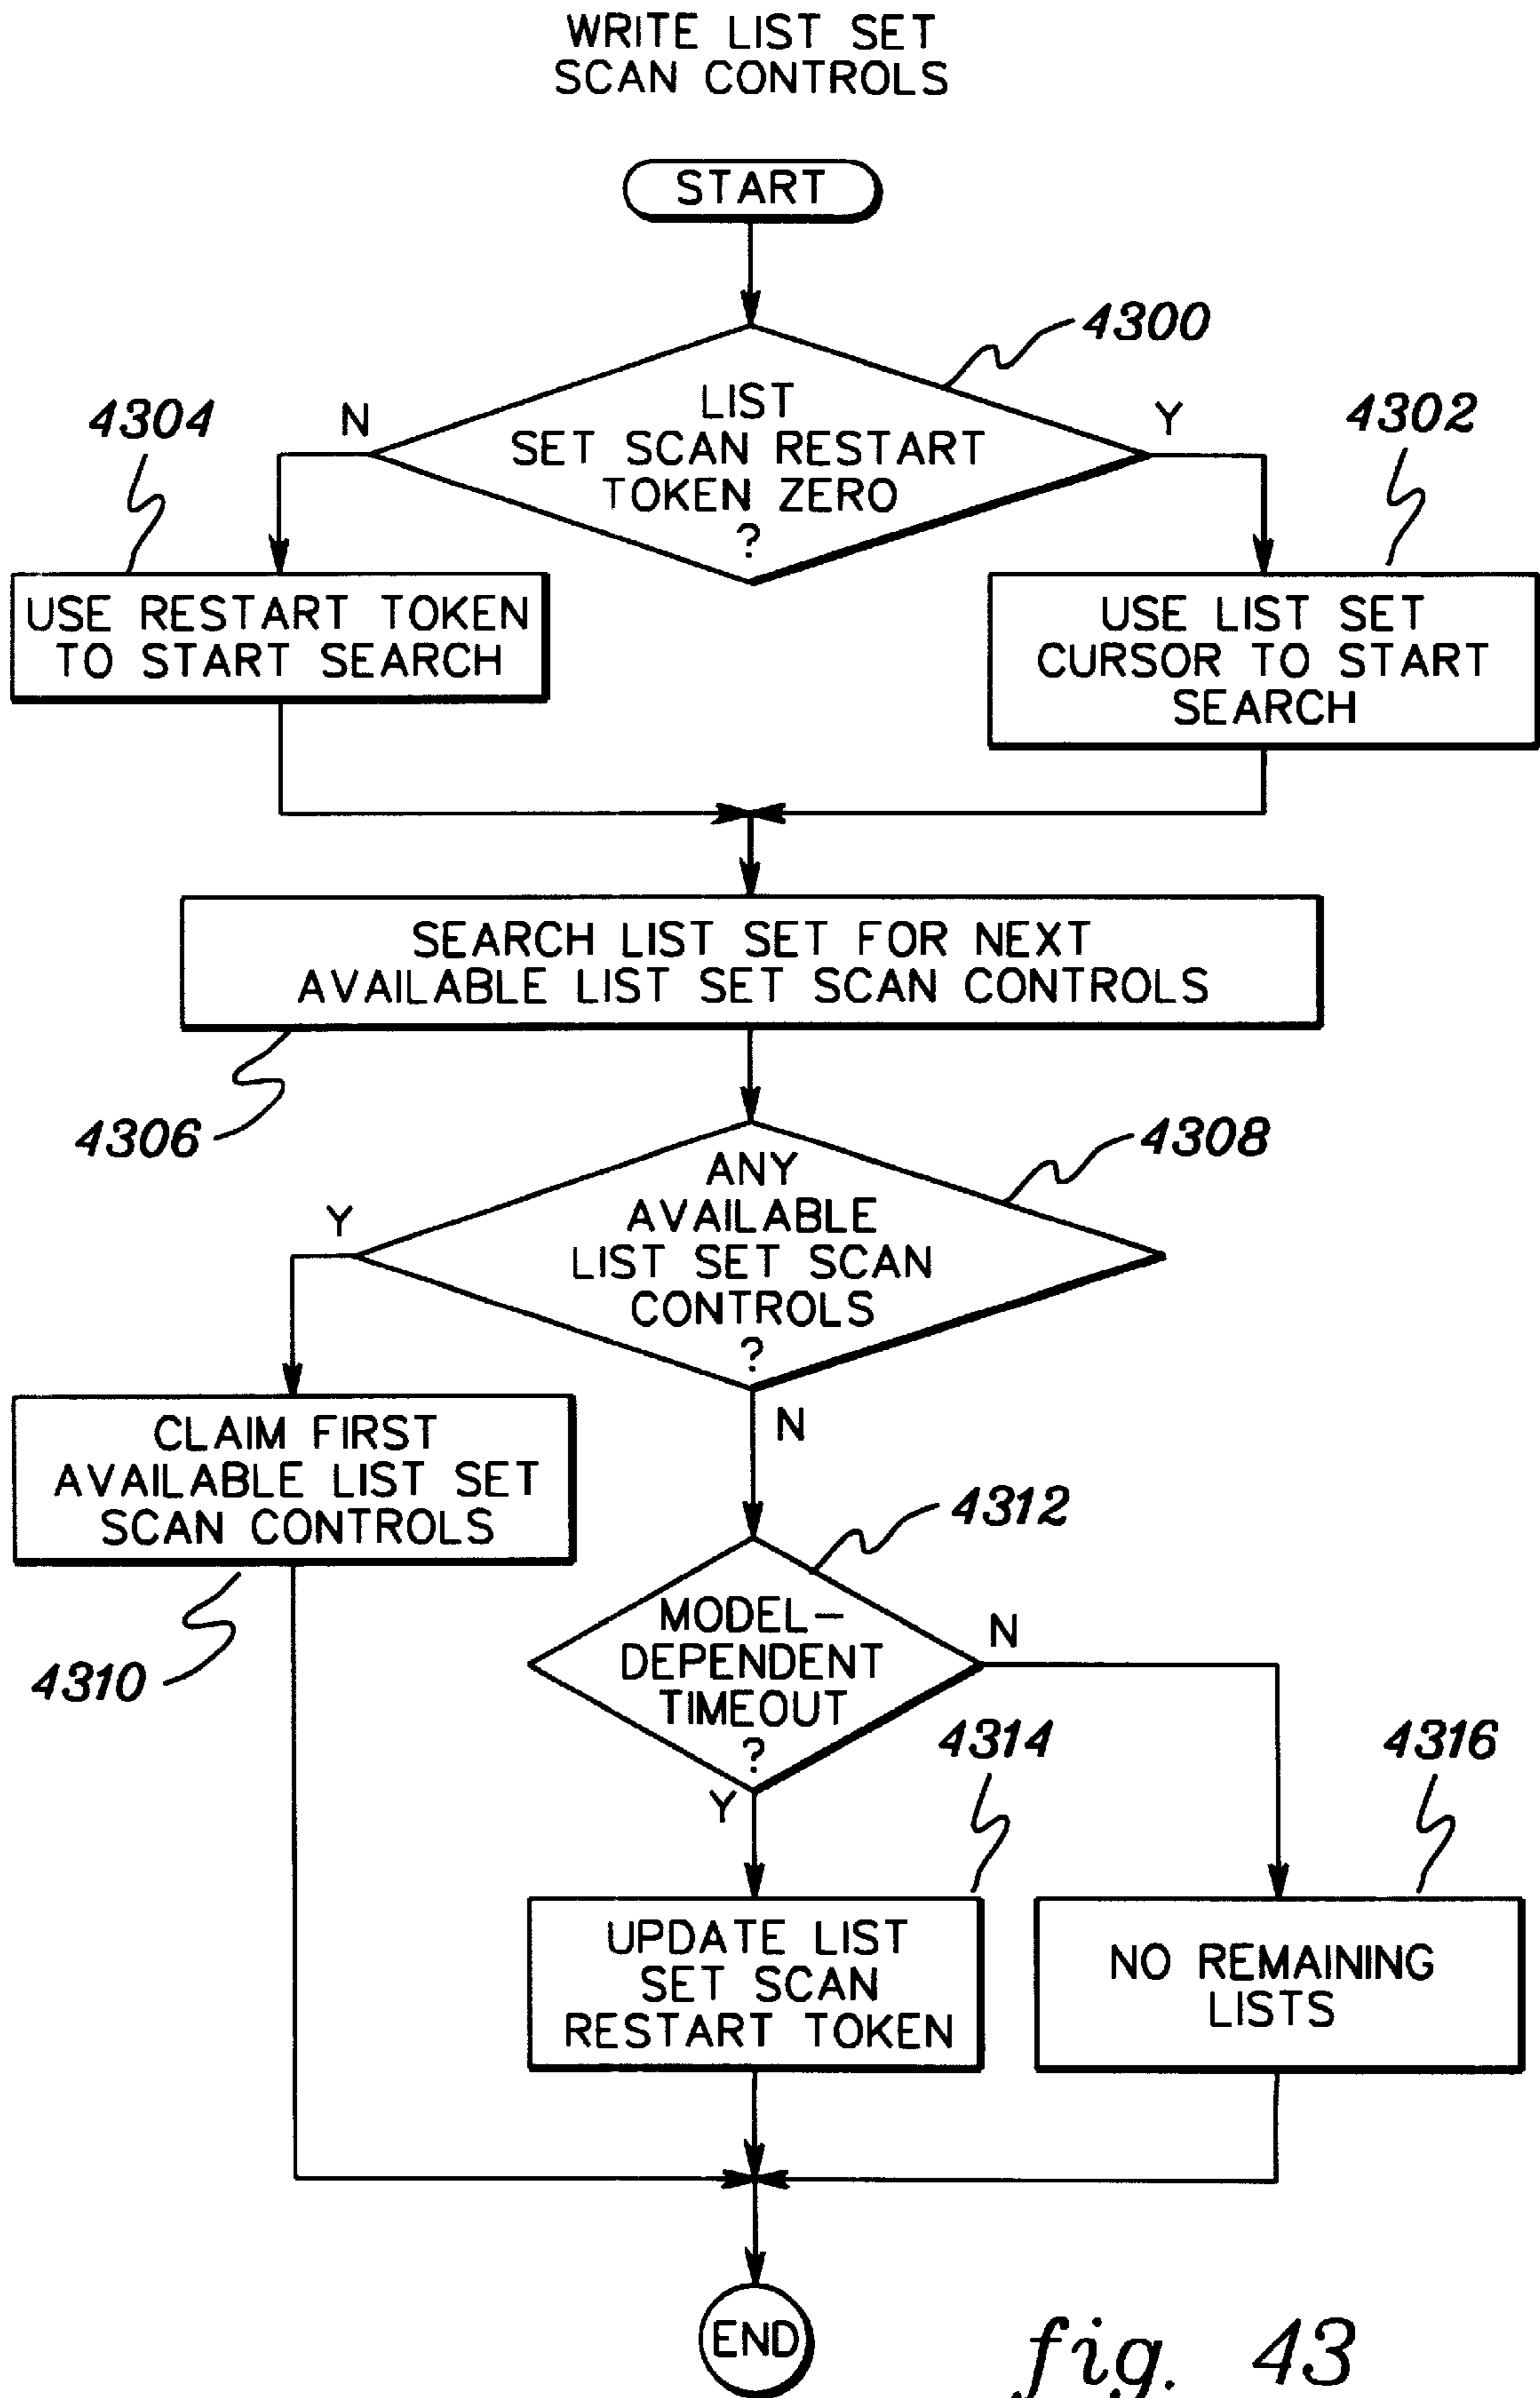 WRITE LIST SET
SCAN CONTROLS
START
4300
LIST
SET SCAN RESTART
TOKEN ZERO
?
N
Y
4304
4302
USE RESTART TOKEN
TO START SEARCH
USE LIST SET
CURSOR TO START
SEARCH
SEARCH LIST SET FOR NEXT
AVAILABLE LIST SET SCAN CONTROLS
4306
4308
ANY
AVAILABLE
LIST SET SCAN
CONTROLS
?
Y
N
CLAIM FIRST
AVAILABLE LIST SET
SCAN CONTROLS
4310
4312
MODEL-
DEPENDENT
TIMEOUT
?
N
Y
4314
4316
UPDATE LIST
SET SCAN
RESTART TOKEN
NO REMAINING
LISTS
END
fig. 43